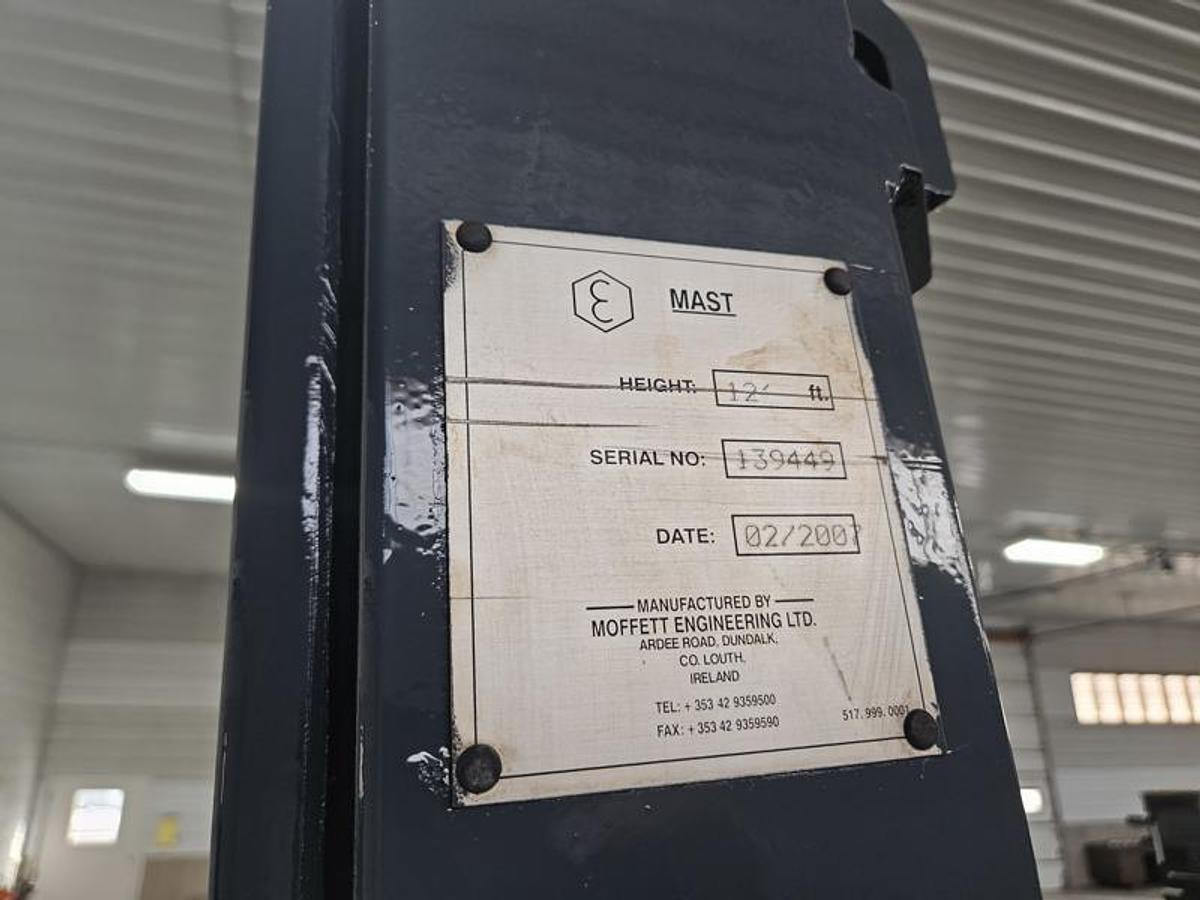 MAST
HEIGHT: 12' ft.
SERIAL NO: 139449
DATE: 02/2007
MANUFACTURED BY
MOFFETT ENGINEERING LTD.
ARDEE ROAD, DUNDALK,
CO. LOUTH,
IRELAND
TEL: + 353 42 9359500
FAX: + 353 42 9359590
517.999.0001